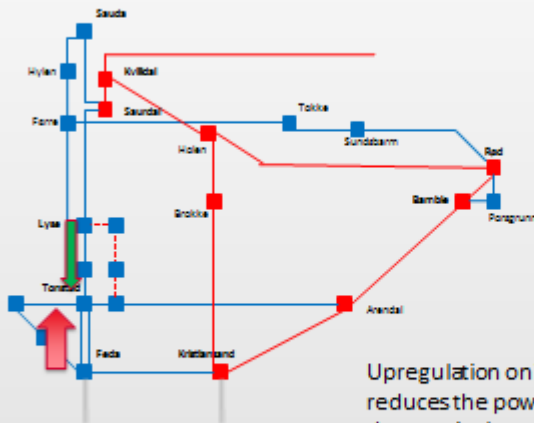 Sauda
Hylen
Kvilldal
Saurdal
Førre
Tokke
Sundsbarm
Holen
Rød
Bamble
Porsgrunn
Brokke
Lyse
Tonstad
Arendal
Feda
Kristiansand
Upregulation on
reduces the pow